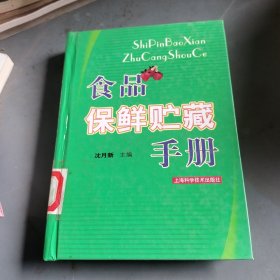 ShiPinBaoXian
ZhuCangShouCe
食品
保鲜贮藏
手册
沈月新 主编
上海科学技术出版社